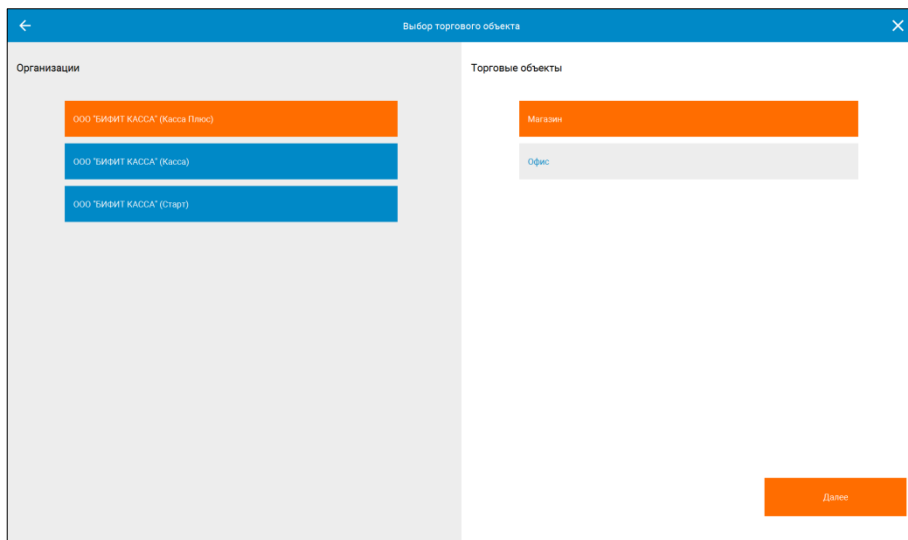 Выбор торгового объекта
Организации
ООО "БИФИТ КАССА" (Касса Плюс)
ООО "БИФИТ КАССА" (Касса)
ООО "БИФИТ КАССА" (Старт)
Торговые объекты
Магазин
Офис
Далее